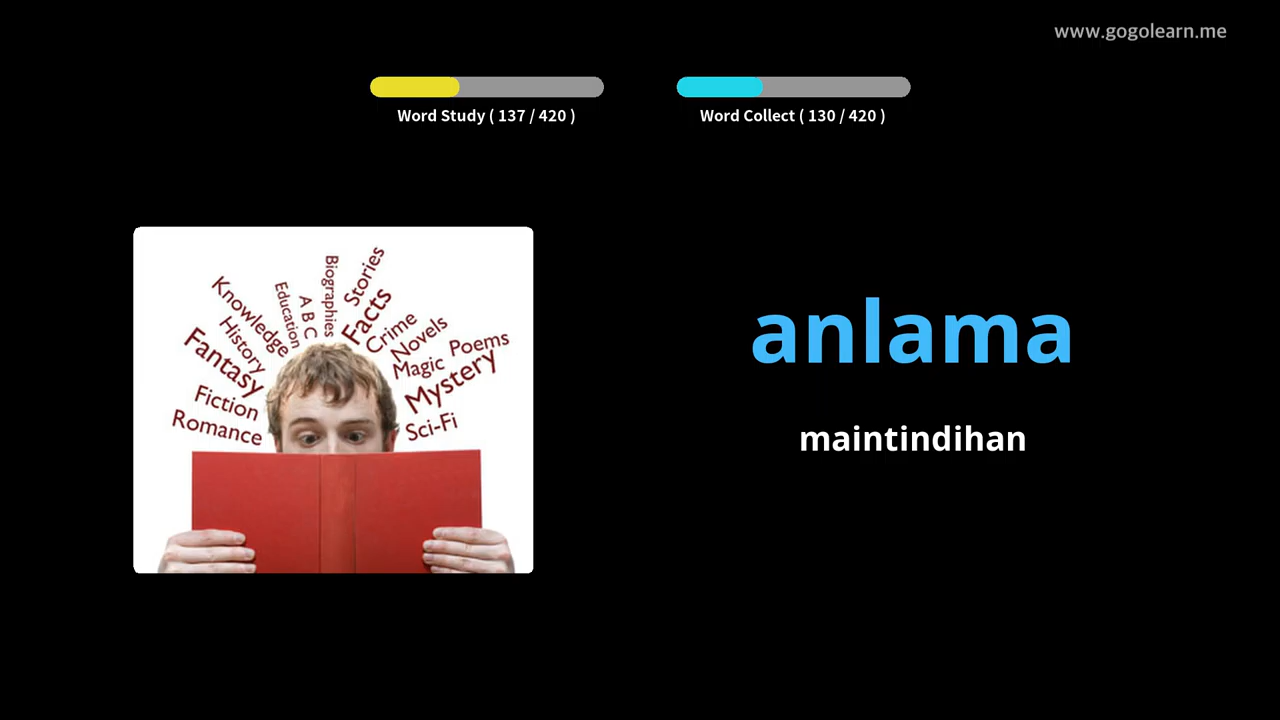 www.gogolearn.me
Word Study ( 137 / 420 )
Word Collect ( 130 / 420 )
Romance
Fiction
Fantasy
History
Knowledge
Education
A B C
Biographies
Stories
Facts
Crime
Novels
Magic
Poems
Mystery
Sci-Fi
anlama
maintindihan